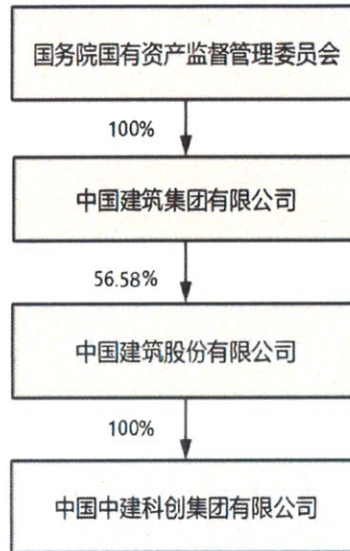 国务院国有资产监督管理委员会
100%
中国建筑集团有限公司
56.58%
中国建筑股份有限公司
100%
中国中建科创集团有限公司